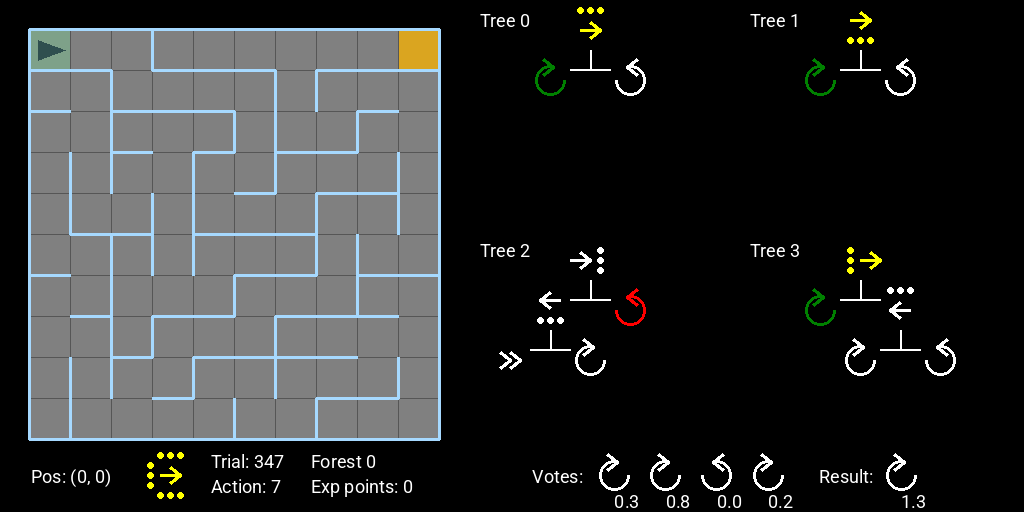 Tree 0
Tree 1
Tree 2
Tree 3
Pos: (0, 0)
Trial: 347
Forest 0
Action: 7
Exp points: 0
Votes:
0.3
0.8
0.0
0.2
Result:
1.3